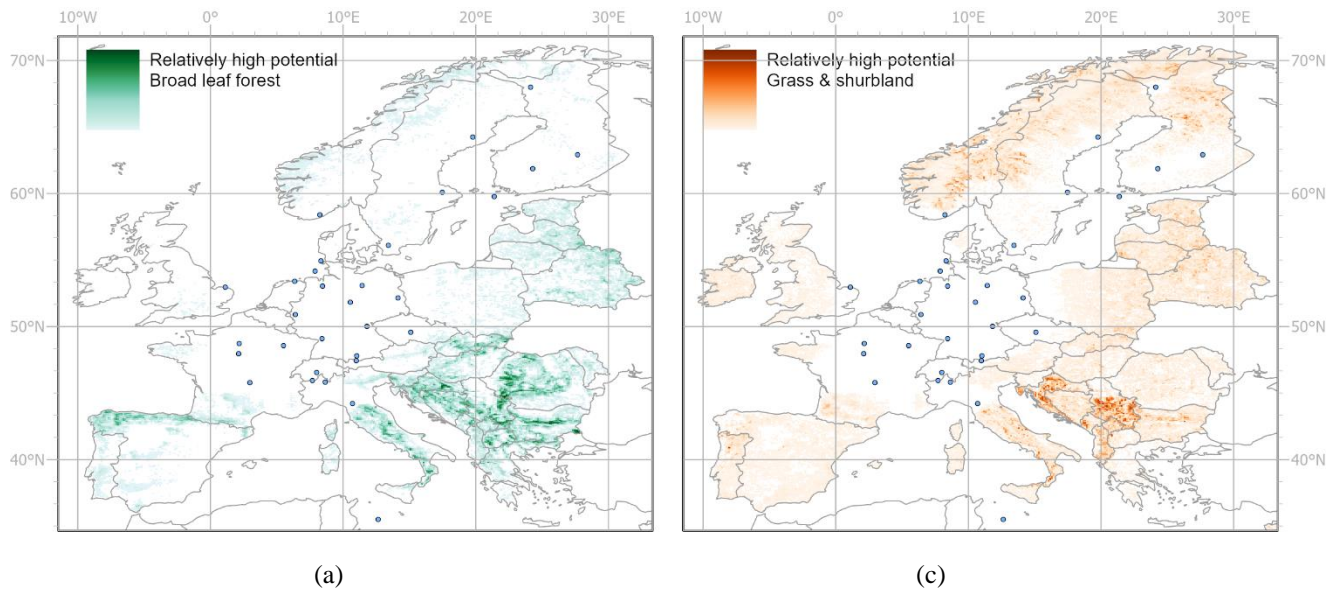 10°W 0° 10°E 20°E 30°E
10°W 0° 10°E 20°E 30°E
70°N
Relatively high potential
Broad leaf forest
60°N
50°N
40°N
Relatively high potential
Grass & shurbland
70°N
60°N
50°N
40°N
(a)
(c)